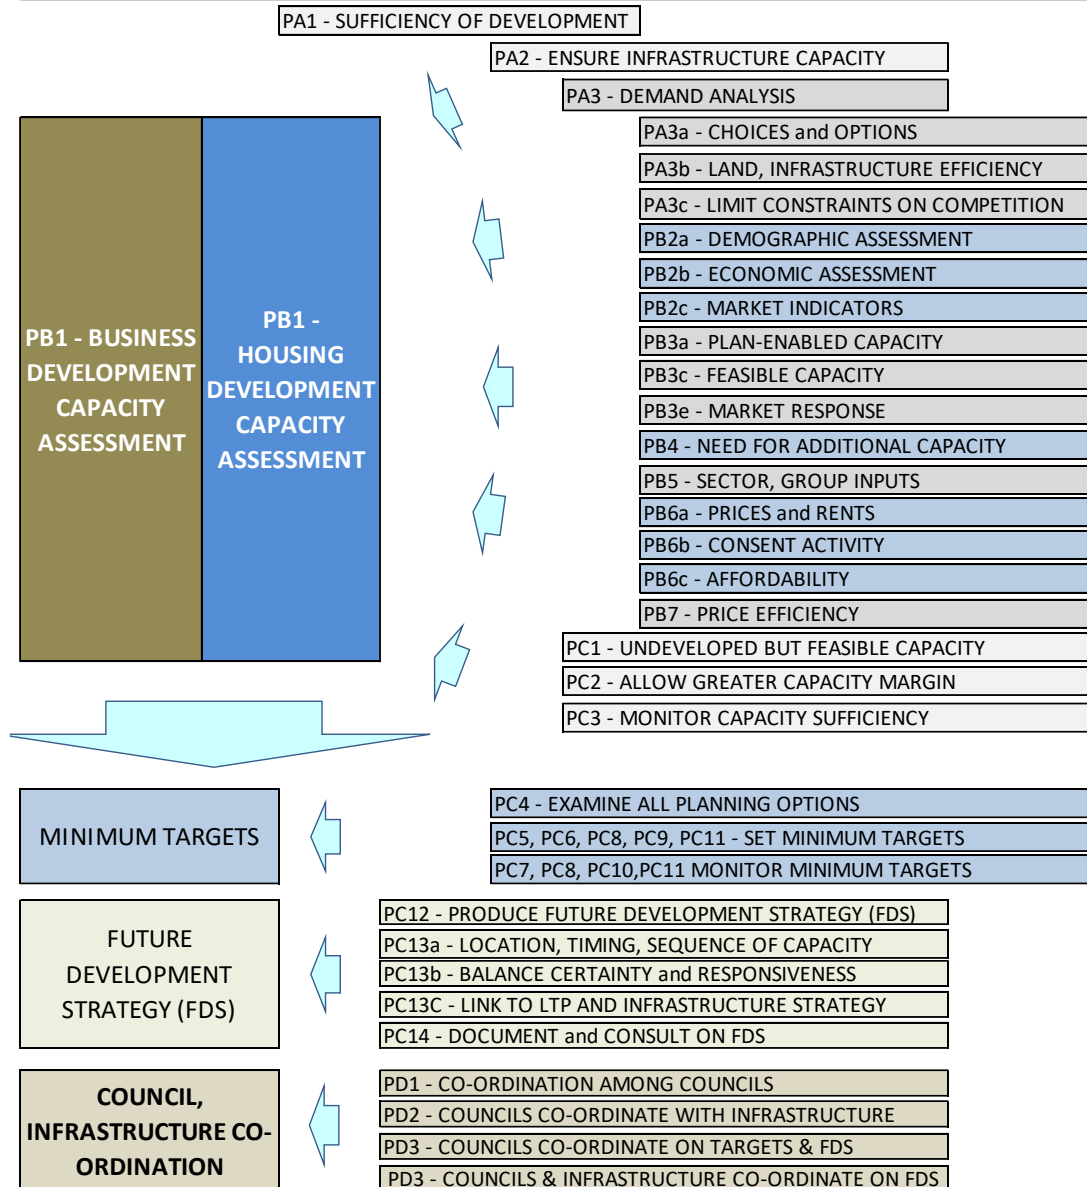 PA1 - SUFFICIENCY OF DEVELOPMENT
PA2 - ENSURE INFRASTRUCTURE CAPACITY
PA3 - DEMAND ANALYSIS
PA3a - CHOICES and OPTIONS
PA3b - LAND, INFRASTRUCTURE EFFICIENCY
PA3c - LIMIT CONSTRAINTS ON COMPETITION
PB2a - DEMOGRAPHIC ASSESSMENT
PB2b - ECONOMIC ASSESSMENT
PB2c - MARKET INDICATORS
PB3a - PLAN-ENABLED CAPACITY
PB3c - FEASIBLE CAPACITY
PB3e - MARKET RESPONSE
PB4 - NEED FOR ADDITIONAL CAPACITY
PB5 - SECTOR, GROUP INPUTS
PB6a - PRICES and RENTS
PB6b - CONSENT ACTIVITY
PB6c - AFFORDABILITY
PB7 - PRICE EFFICIENCY
PC1 - UNDEVELOPED BUT FEASIBLE CAPACITY
PC2 - ALLOW GREATER CAPACITY MARGIN
PC3 - MONITOR CAPACITY SUFFICIENCY
PB1 - BUSINESS
DEVELOPMENT
CAPACITY
ASSESSMENT
PB1 -
HOUSING
DEVELOPMENT
CAPACITY
ASSESSMENT
MINIMUM TARGETS
PC4 - EXAMINE ALL PLANNING OPTIONS
PC5, PC6, PC8, PC9, PC11 - SET MINIMUM TARGETS
PC7, PC8, PC10,PC11 MONITOR MINIMUM TARGETS
FUTURE
DEVELOPMENT
STRATEGY (FDS)
PC12 - PRODUCE FUTURE DEVELOPMENT STRATEGY (FDS)
PC13a - LOCATION, TIMING, SEQUENCE OF CAPACITY
PC13b - BALANCE CERTAINTY and RESPONSIVENESS
PC13C - LINK TO LTP AND INFRASTRUCTURE STRATEGY
PC14 - DOCUMENT and CONSULT ON FDS
COUNCIL,
INFRASTRUCTURE CO-
ORDINATION
PD1 - CO-ORDINATION AMONG COUNCILS
PD2 - COUNCILS CO-ORDINATE WITH INFRASTRUCTURE
PD3 - COUNCILS CO-ORDINATE ON TARGETS & FDS
PD3 - COUNCILS & INFRASTRUCTURE CO-ORDINATE ON FDS